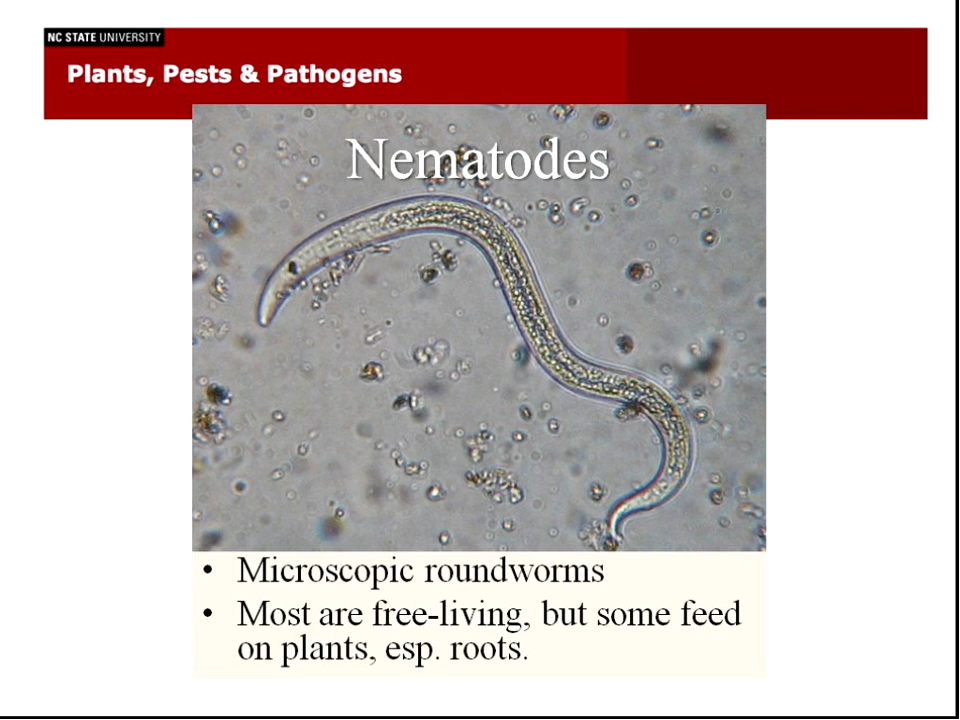 NC STATE UNIVERSITY
Plants, Pests & Pathogens
Nematodes
• Microscopic roundworms
• Most are free-living, but some feed
on plants, esp. roots.